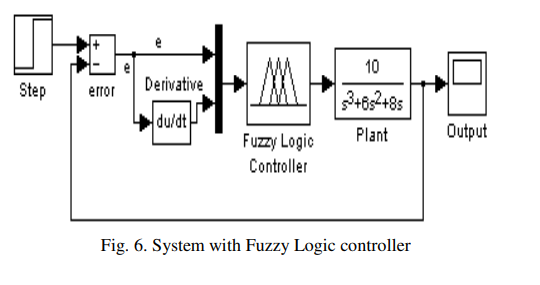 Step
+
−
error
e
e
Derivative
du/dt
Fuzzy Logic
Controller
10
s³+6s²+8s
Plant
Output
Fig. 6. System with Fuzzy Logic controller